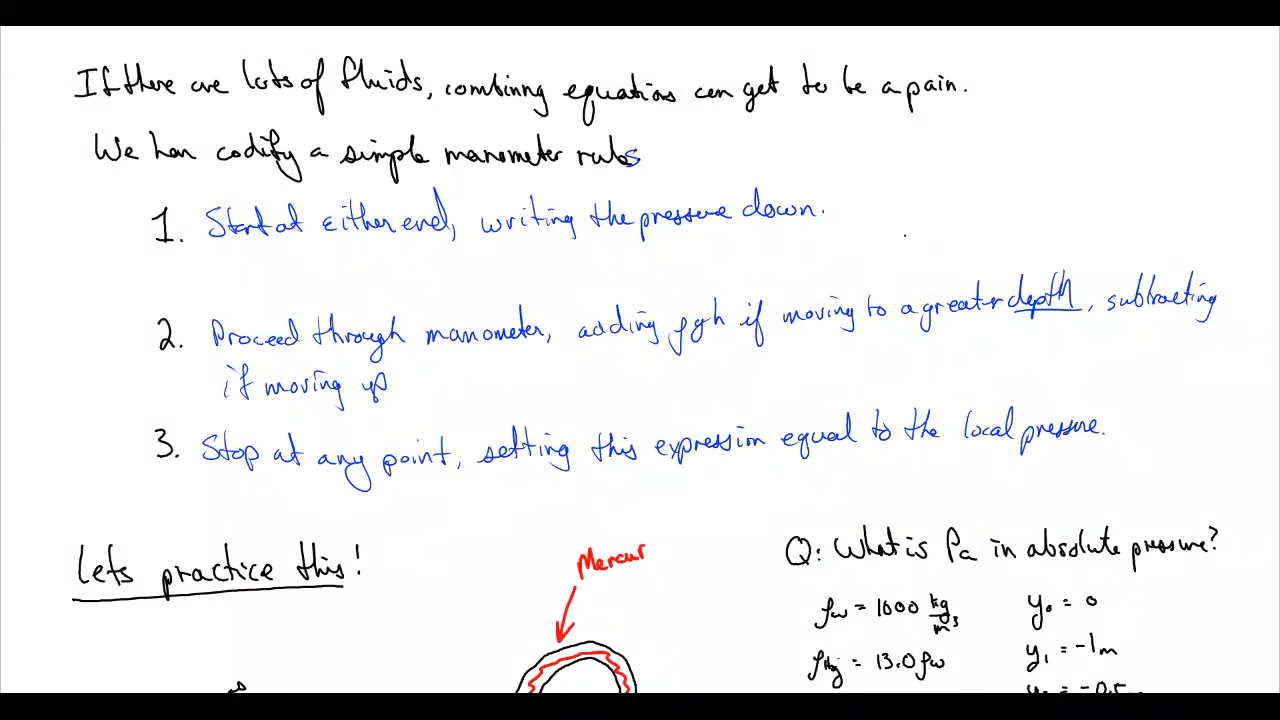 If there are lots of fluids, combining equations can get to be a pain.
We han codify a simple manometer rules
1. Start at either end, writing the pressure down.
2. Proceed through manometer, adding ρgh if moving to a greater depth, subtracting
if moving up
3. Stop at any point, setting this expression equal to the local pressure.
Lets practice this!
Mercur
Q: What is Pa in absolute pressure?
ρw = 1000 kg/m³
y₀ = 0
ρHg = 13.0ρw
y₁ = -1m
= -0.5